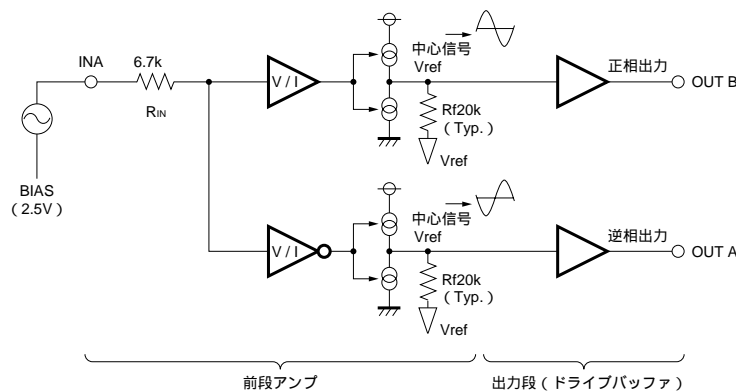 INA
6.7k
RIN
BIAS
(2.5V)
V / I
中心信号
Vref
Rf20k
(Typ.)
Vref
正相出力
OUT B
V / I
中心信号
Vref
Rf20k
(Typ.)
Vref
逆相出力
OUT A
前段アンプ
出力段(ドライブバッファ)